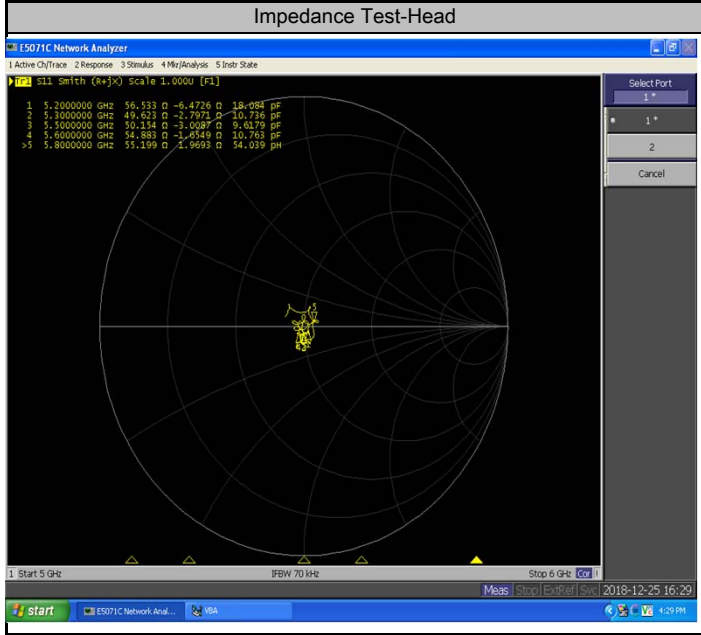 Impedance Test-Head
E5071C Network Analyzer
1 Active Ch/Trace 2 Response 3 Stimulus 4 Mkr/Analysis 5 Instr State
Tr1 S11 Smith (R+jX) Scale 1.000U [F1]
1 5.2000000 GHz 56.533 Ω -6.4726 Ω 18.084 pF
2 5.3000000 GHz 49.623 Ω -2.7971 Ω 10.736 pF
3 5.5000000 GHz 50.154 Ω -3.0087 Ω 9.6179 pF
4 5.6000000 GHz 54.883 Ω -1.6549 Ω 10.763 pF
>5 5.8000000 GHz 55.199 Ω 1.9693 Ω 54.039 pH
Select Port
1 *
1 *
2
Cancel
1 Start 5 GHz IFBW 70 kHz Stop 6 GHz Cor !
Meas Stop ExtRef Svc 2018-12-25 16:29
start E5071C Network Anal... VBA 4:29 PM